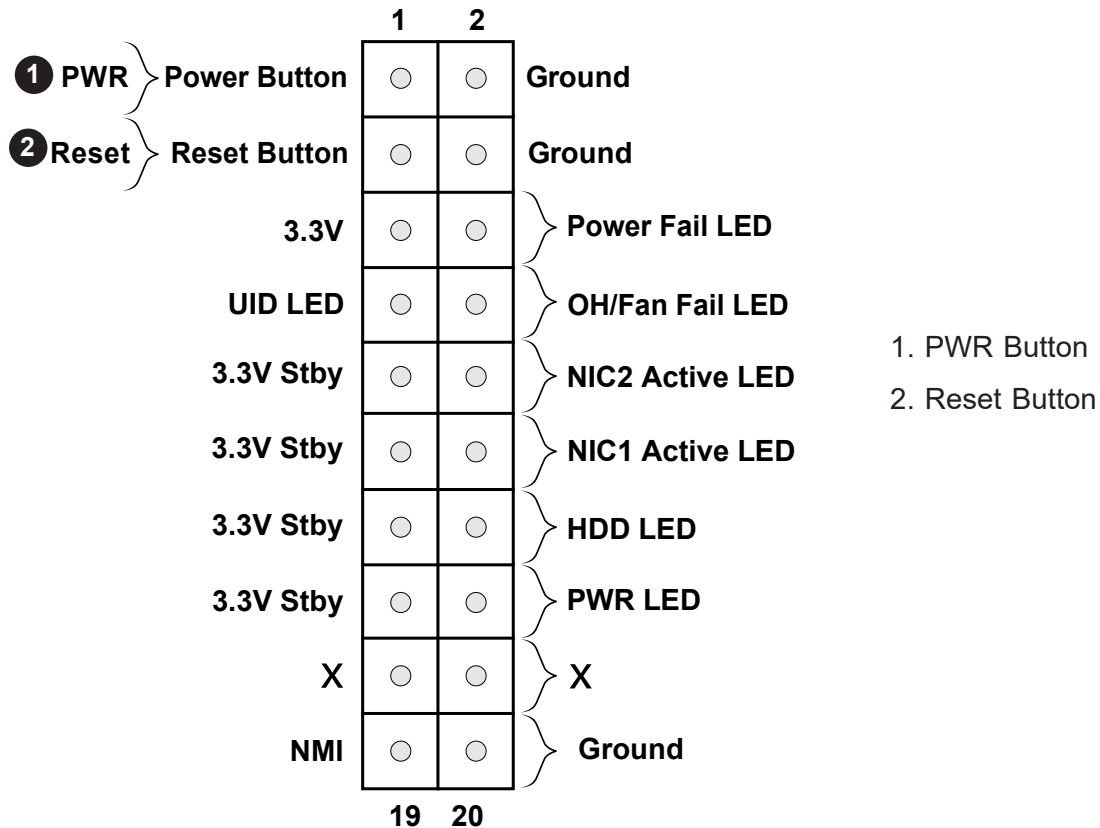 1 2
1 PWR Power Button Ground
2 Reset Reset Button Ground
3.3V Power Fail LED
UID LED OH/Fan Fail LED
3.3V Stby NIC2 Active LED
3.3V Stby NIC1 Active LED
3.3V Stby HDD LED
3.3V Stby PWR LED
X X
NMI Ground
19 20
1. PWR Button
2. Reset Button